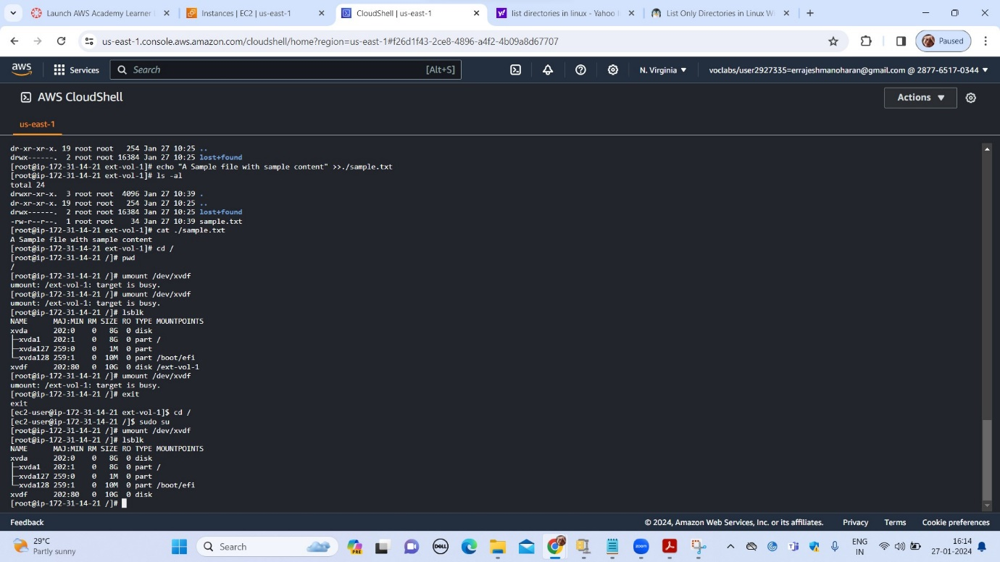 Launch AWS Academy Learner
Instances | EC2 | us-east-1
CloudShell | us-east-1
list directories in linux - Yahoo
List Only Directories in Linux
us-east-1.console.aws.amazon.com/cloudshell/home?region=us-east-1#f26d1f43-2ce8-4896-a4f2-4b09a8d67707
Paused
aws
Services
Search
[Alt+S]
N. Virginia ▼
voclabs/user2927335=errajeshmanoharan@gmail.com @ 2877-6517-0344 ▼
AWS CloudShell
Actions ▼
us-east-1
dr-xr-xr-x. 19 root root   254 Jan 27 10:25 ..
drwx------.  2 root root 16384 Jan 27 10:25 lost+found
[root@ip-172-31-14-21 ext-vol-1]# echo "A Sample file with sample content" >>./sample.txt
[root@ip-172-31-14-21 ext-vol-1]# ls -al
total 24
drwxr-xr-x.  3 root root  4096 Jan 27 10:39 .
dr-xr-xr-x. 19 root root   254 Jan 27 10:25 ..
drwx------.  2 root root 16384 Jan 27 10:25 lost+found
-rw-r--r--.  1 root root    34 Jan 27 10:39 sample.txt
[root@ip-172-31-14-21 ext-vol-1]# cat ./sample.txt
A Sample file with sample content
[root@ip-172-31-14-21 ext-vol-1]# cd /
[root@ip-172-31-14-21 /]# pwd
/
[root@ip-172-31-14-21 /]# umount /dev/xvdf
umount: /ext-vol-1: target is busy.
[root@ip-172-31-14-21 /]# umount /dev/xvdf
umount: /ext-vol-1: target is busy.
[root@ip-172-31-14-21 /]# lsblk
NAME      MAJ:MIN RM SIZE RO TYPE MOUNTPOINTS
xvda      202:0    0   8G  0 disk
├─xvda1   202:1    0   8G  0 part /
├─xvda127 259:0    0   1M  0 part
└─xvda128 259:1    0  10M  0 part /boot/efi
xvdf      202:80   0  10G  0 disk /ext-vol-1
[root@ip-172-31-14-21 /]# umount /dev/xvdf
umount: /ext-vol-1: target is busy.
[root@ip-172-31-14-21 /]# exit
exit
[ec2-user@ip-172-31-14-21 ext-vol-1]$ cd /
[ec2-user@ip-172-31-14-21 /]$ sudo su
[root@ip-172-31-14-21 /]# umount /dev/xvdf
[root@ip-172-31-14-21 /]# lsblk
NAME      MAJ:MIN RM SIZE RO TYPE MOUNTPOINTS
xvda      202:0    0   8G  0 disk
├─xvda1   202:1    0   8G  0 part /
├─xvda127 259:0    0   1M  0 part
└─xvda128 259:1    0  10M  0 part /boot/efi
xvdf      202:80   0  10G  0 disk
[root@ip-172-31-14-21 /]#
Feedback
© 2024, Amazon Web Services, Inc. or its affiliates.
Privacy
Terms
Cookie preferences
29°C
Partly sunny
Search
PRE
DELL
zoom
ENG
IN
16:14
27-01-2024